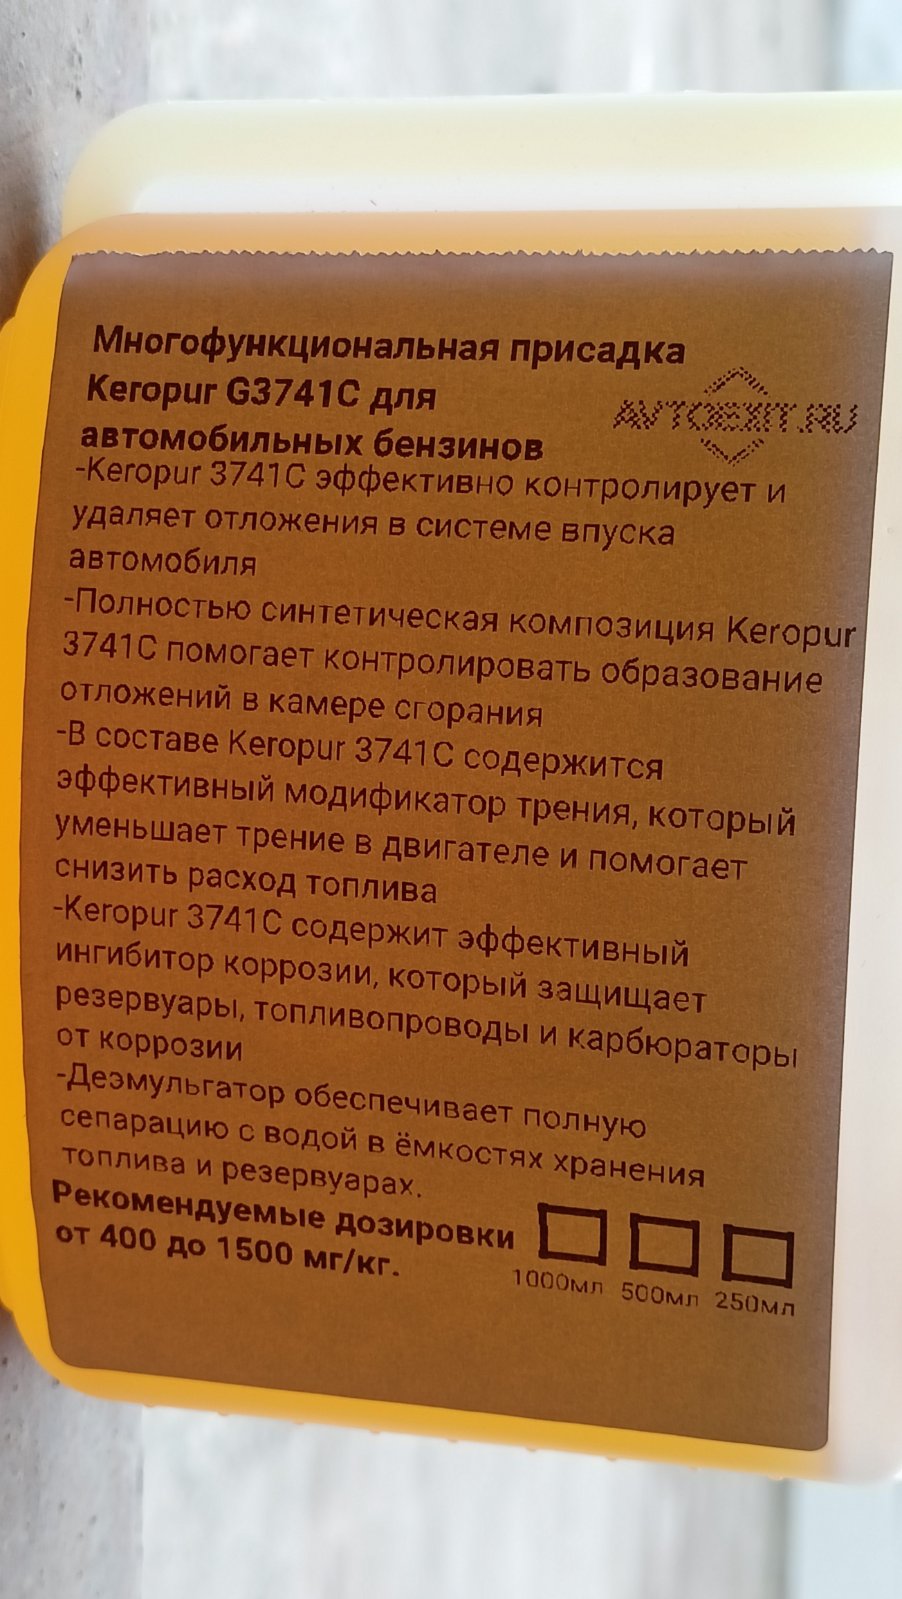 Многофункциональная присадка
Keropur G3741C для
автомобильных бензинов
AVTOEXIT.RU
-Keropur 3741C эффективно контролирует и
удаляет отложения в системе впуска
автомобиля
-Полностью синтетическая композиция Keropur
3741C помогает контролировать образование
отложений в камере сгорания
-В составе Keropur 3741C содержится
эффективный модификатор трения, который
уменьшает трение в двигателе и помогает
снизить расход топлива
-Keropur 3741C содержит эффективный
ингибитор коррозии, который защищает
резервуары, топливопроводы и карбюраторы
от коррозии
-Деэмульгатор обеспечивает полную
сепарацию с водой в ёмкостях хранения
топлива и резервуарах.
Рекомендуемые дозировки
от 400 до 1500 мг/кг.
1000мл 500мл 250мл